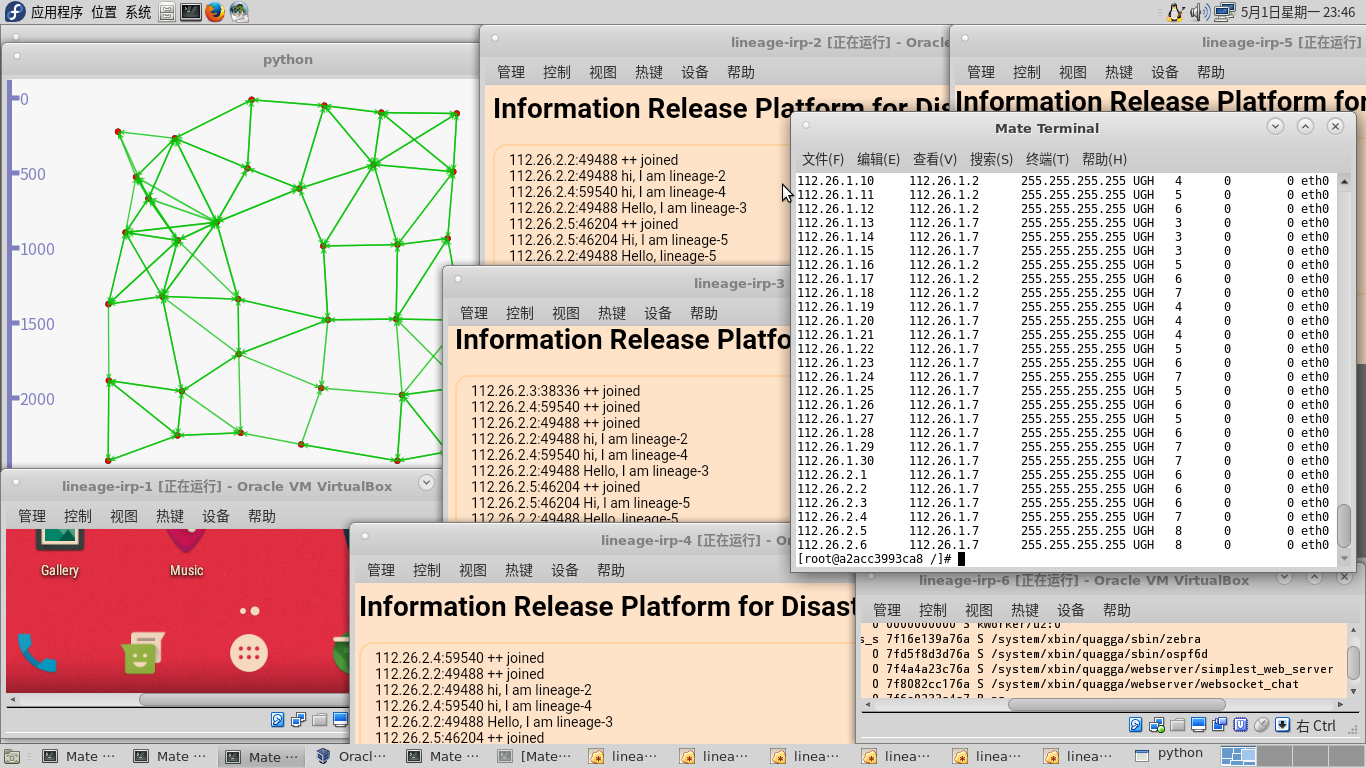 应用程序 位置 系统
5月1日星期一 23:46
python
0
500
1000
1500
2000
lineage-irp-2 [正在运行] - Oracle
管理 控制 视图 热键 设备 帮助
Information Release Platform for Dis
112.26.2.2:49488 ++ joined
112.26.2.2:49488 hi, I am lineage-2
112.26.2.4:59540 hi, I am lineage-4
112.26.2.2:49488 Hello, I am lineage-3
112.26.2.5:46204 ++ joined
112.26.2.5:46204 Hi, I am lineage-5
112.26.2.2:49488 Hello, lineage-5
lineage-irp-5 [正在运行]
管理 控制 视图 热键 设备 帮助
Information Release Platform for
Mate Terminal
文件(F) 编辑(E) 查看(V) 搜索(S) 终端(T) 帮助(H)
112.26.1.10 112.26.1.2 255.255.255.255 UGH 4 0 0 eth0
112.26.1.11 112.26.1.2 255.255.255.255 UGH 5 0 0 eth0
112.26.1.12 112.26.1.2 255.255.255.255 UGH 6 0 0 eth0
112.26.1.13 112.26.1.7 255.255.255.255 UGH 4 0 0 eth0
112.26.1.14 112.26.1.7 255.255.255.255 UGH 3 0 0 eth0
112.26.1.15 112.26.1.7 255.255.255.255 UGH 3 0 0 eth0
112.26.1.16 112.26.1.2 255.255.255.255 UGH 5 0 0 eth0
112.26.1.17 112.26.1.2 255.255.255.255 UGH 6 0 0 eth0
112.26.1.18 112.26.1.2 255.255.255.255 UGH 7 0 0 eth0
112.26.1.19 112.26.1.7 255.255.255.255 UGH 4 0 0 eth0
112.26.1.20 112.26.1.7 255.255.255.255 UGH 4 0 0 eth0
112.26.1.21 112.26.1.7 255.255.255.255 UGH 4 0 0 eth0
112.26.1.22 112.26.1.7 255.255.255.255 UGH 5 0 0 eth0
112.26.1.23 112.26.1.7 255.255.255.255 UGH 6 0 0 eth0
112.26.1.24 112.26.1.7 255.255.255.255 UGH 7 0 0 eth0
112.26.1.25 112.26.1.7 255.255.255.255 UGH 5 0 0 eth0
112.26.1.26 112.26.1.7 255.255.255.255 UGH 6 0 0 eth0
112.26.1.27 112.26.1.7 255.255.255.255 UGH 5 0 0 eth0
112.26.1.28 112.26.1.7 255.255.255.255 UGH 6 0 0 eth0
112.26.1.29 112.26.1.7 255.255.255.255 UGH 7 0 0 eth0
112.26.1.30 112.26.1.7 255.255.255.255 UGH 7 0 0 eth0
112.26.2.1 112.26.1.7 255.255.255.255 UGH 6 0 0 eth0
112.26.2.2 112.26.1.7 255.255.255.255 UGH 6 0 0 eth0
112.26.2.3 112.26.1.7 255.255.255.255 UGH 6 0 0 eth0
112.26.2.4 112.26.1.7 255.255.255.255 UGH 7 0 0 eth0
112.26.2.5 112.26.1.7 255.255.255.255 UGH 8 0 0 eth0
112.26.2.6 112.26.1.7 255.255.255.255 UGH 8 0 0 eth0
[root@a2acc3993ca8 /]#
lineage-irp-3
管理 控制 视图 热键 设备 帮助
Information Release Platfo
112.26.2.3:38336 ++ joined
112.26.2.4:59540 ++ joined
112.26.2.2:49488 ++ joined
112.26.2.2:49488 hi, I am lineage-2
112.26.2.4:59540 hi, I am lineage-4
112.26.2.2:49488 Hello, I am lineage-3
112.26.2.5:46204 ++ joined
112.26.2.5:46204 Hi, I am lineage-5
112.26.2.2:49488 Hello, lineage-5
lineage-irp-1 [正在运行] - Oracle VM VirtualBox
管理 控制 视图 热键 设备 帮助
Gallery
Music
lineage-irp-4 [正在运行] - Or
管理 控制 视图 热键 设备 帮助
Information Release Platform for Disast
112.26.2.4:59540 ++ joined
112.26.2.2:49488 ++ joined
112.26.2.2:49488 hi, I am lineage-2
112.26.2.4:59540 hi, I am lineage-4
112.26.2.2:49488 Hello, I am lineage-3
112.26.2.5:46204 ++ joined
lineage-irp-6 [正在运行] - Oracle VM VirtualBox
管理 控制 视图 热键 设备 帮助
0 0000000000 S kworker/u2:0
s_s 7f16e139a76a S /system/xbin/quagga/sbin/zebra
0 7fd5f8d3d76a S /system/xbin/quagga/sbin/ospf6d
0 7f4a4a23c76a S /system/xbin/quagga/webserver/simplest_web_server
0 7f8082cc176a S /system/xbin/quagga/webserver/websocket_chat
右 Ctrl
Mate ··· Mate ··· Mate ··· Oracl··· Mate ··· [Mate··· linea··· linea··· linea··· linea··· linea··· linea··· python